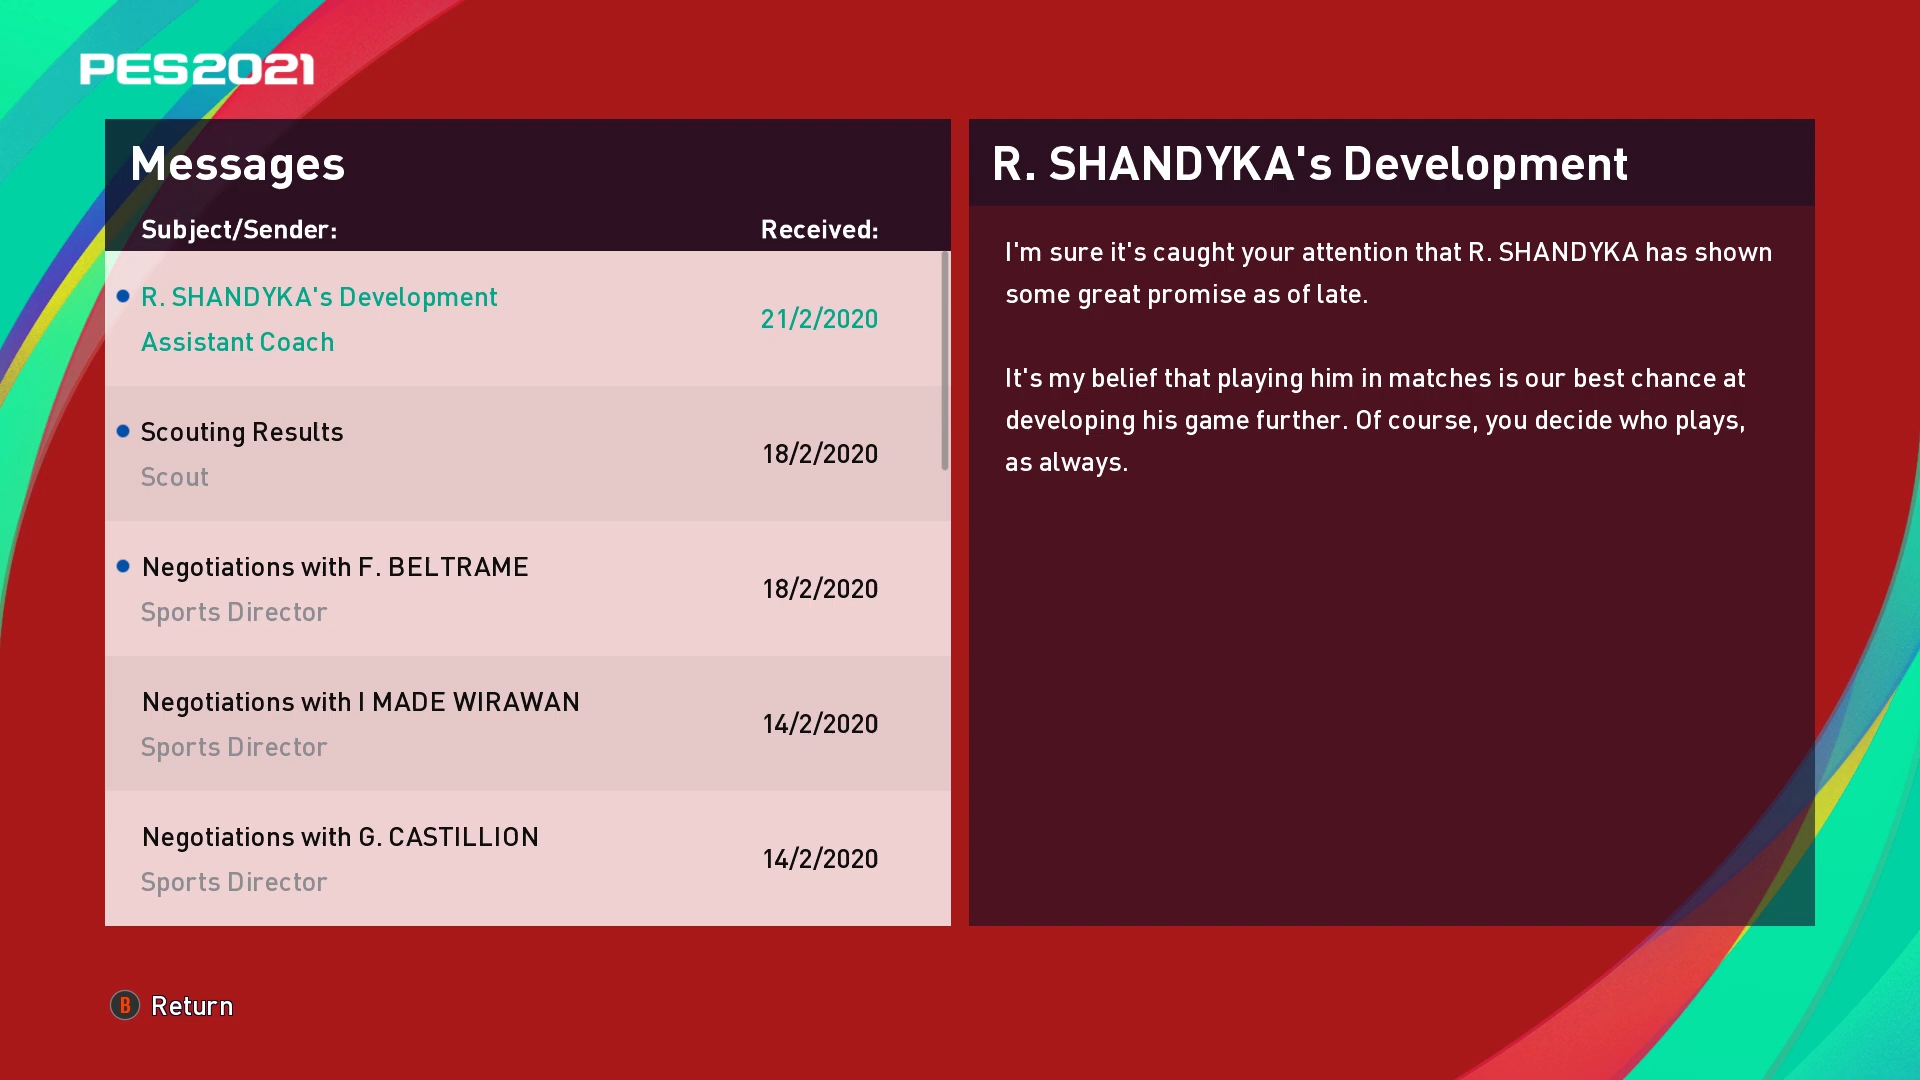 PES2021
Messages
Subject/Sender: Received:
R. SHANDYKA's Development
Assistant Coach
21/2/2020
Scouting Results
Scout
18/2/2020
Negotiations with F. BELTRAME
Sports Director
18/2/2020
Negotiations with I MADE WIRAWAN
Sports Director
14/2/2020
Negotiations with G. CASTILLION
Sports Director
14/2/2020
R. SHANDYKA's Development
I'm sure it's caught your attention that R. SHANDYKA has shown
some great promise as of late.
It's my belief that playing him in matches is our best chance at
developing his game further. Of course, you decide who plays,
as always.
B Return